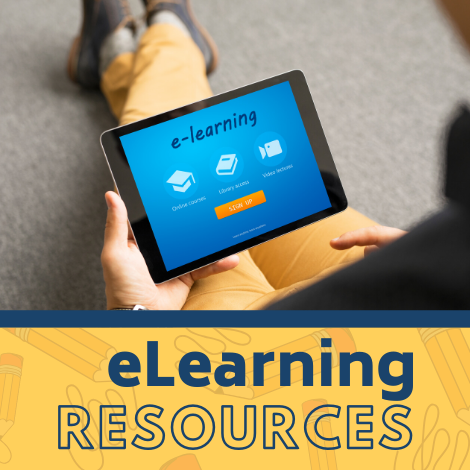 e-learning
Online courses
Library access
Video lectures
SIGN UP
eLearning
RESOURCES